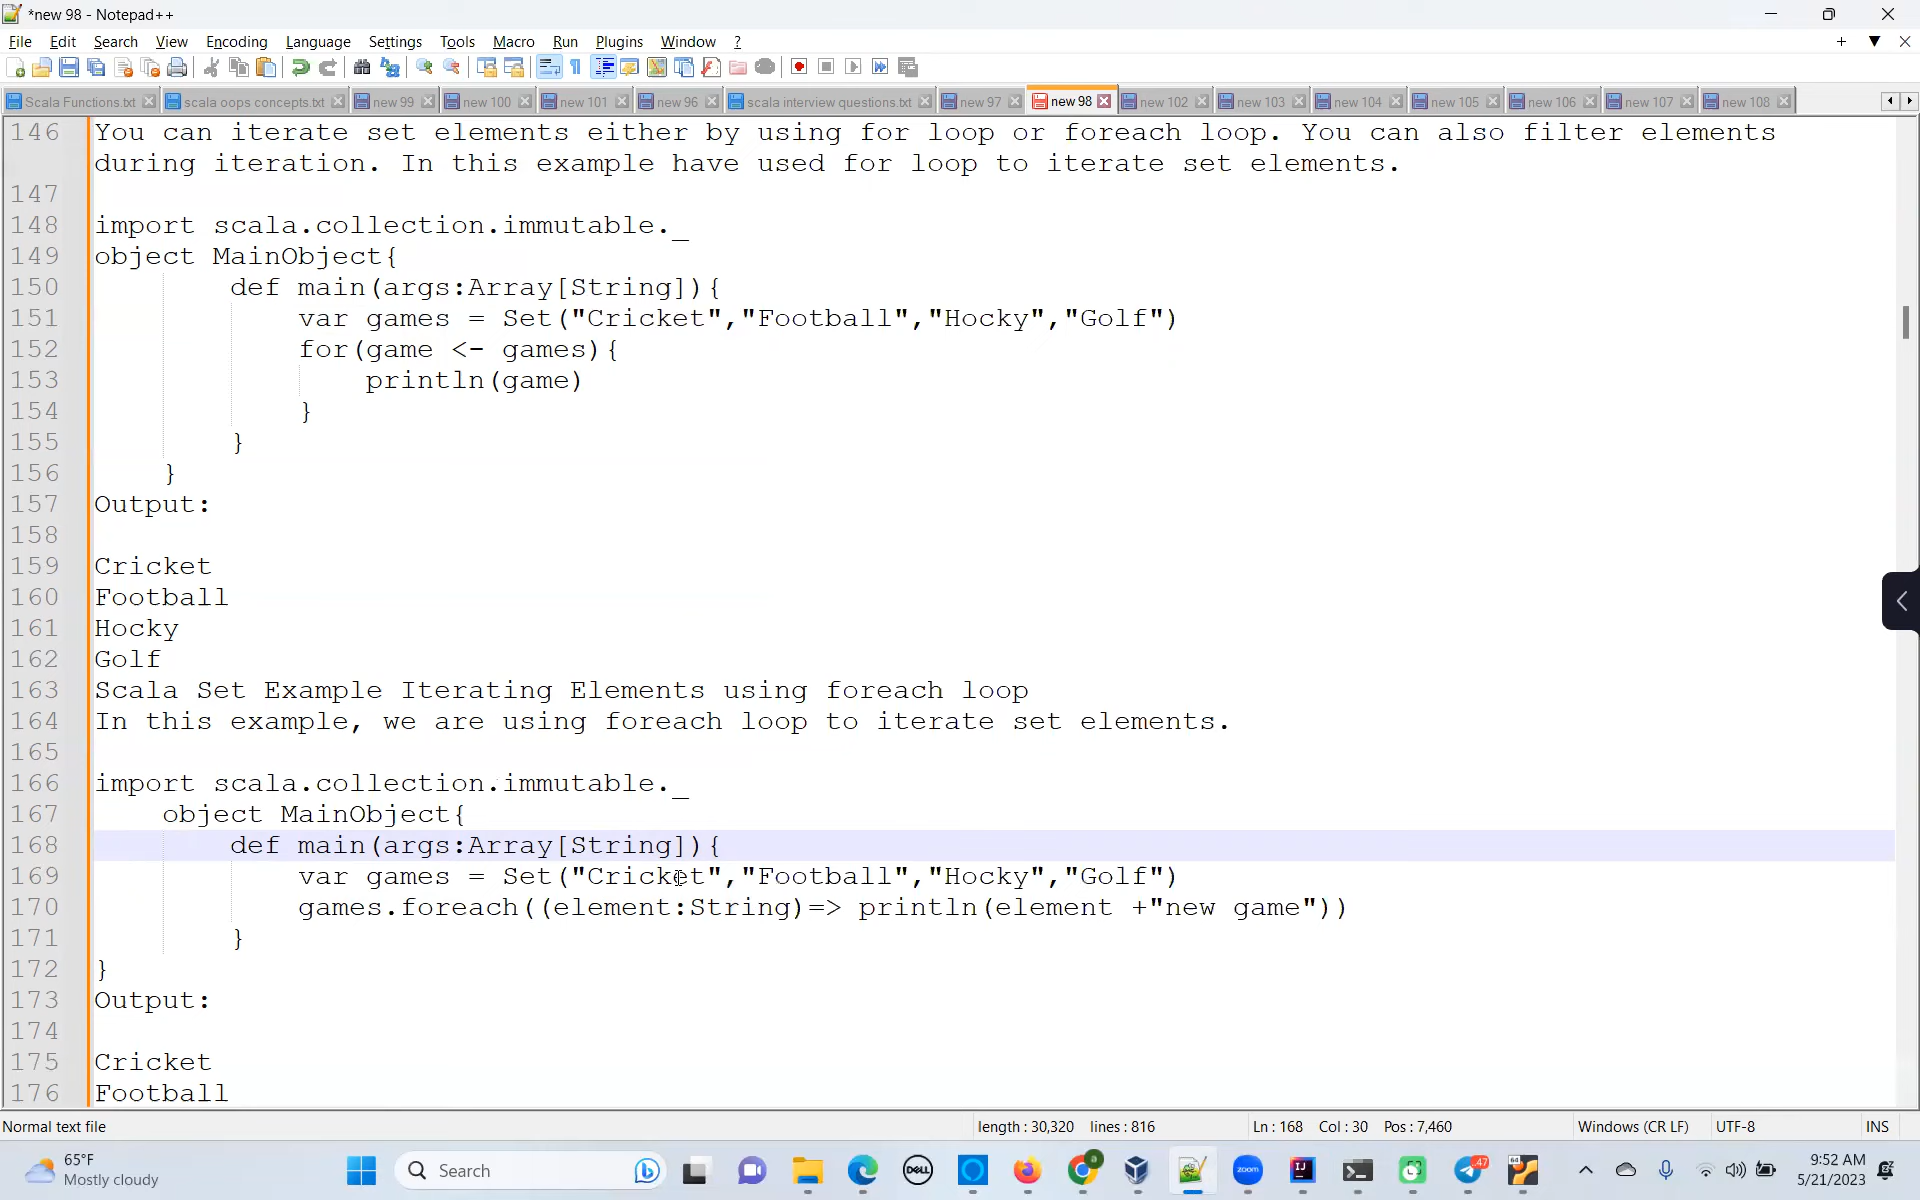 *new 98 - Notepad++
File Edit Search View Encoding Language Settings Tools Macro Run Plugins Window ?
Scala Functions.txt scala oops concepts.txt new 99 new 100 new 101 new 96 scala interview questions.txt new 97 new 98 new 102 new 103 new 104 new 105 new 106 new 107 new 108
146 You can iterate set elements either by using for loop or foreach loop. You can also filter elements
during iteration. In this example have used for loop to iterate set elements.
147
148 import scala.collection.immutable._
149 object MainObject{
150 def main(args:Array[String]){
151 var games = Set("Cricket","Football","Hocky","Golf")
152 for(game <- games){
153 println(game)
154 }
155 }
156 }
157 Output:
158
159 Cricket
160 Football
161 Hocky
162 Golf
163 Scala Set Example Iterating Elements using foreach loop
164 In this example, we are using foreach loop to iterate set elements.
165
166 import scala.collection.immutable._
167 object MainObject{
168 def main(args:Array[String]){
169 var games = Set("Cricket","Football","Hocky","Golf")
170 games.foreach((element:String)=> println(element +"new game"))
171 }
172 }
173 Output:
174
175 Cricket
176 Football
Normal text file length : 30,320 lines : 816 Ln : 168 Col : 30 Pos : 7,460 Windows (CR LF) UTF-8 INS
65°F
Mostly cloudy
Search
DELL
zoom
IJ
47
64
9:52 AM
5/21/2023